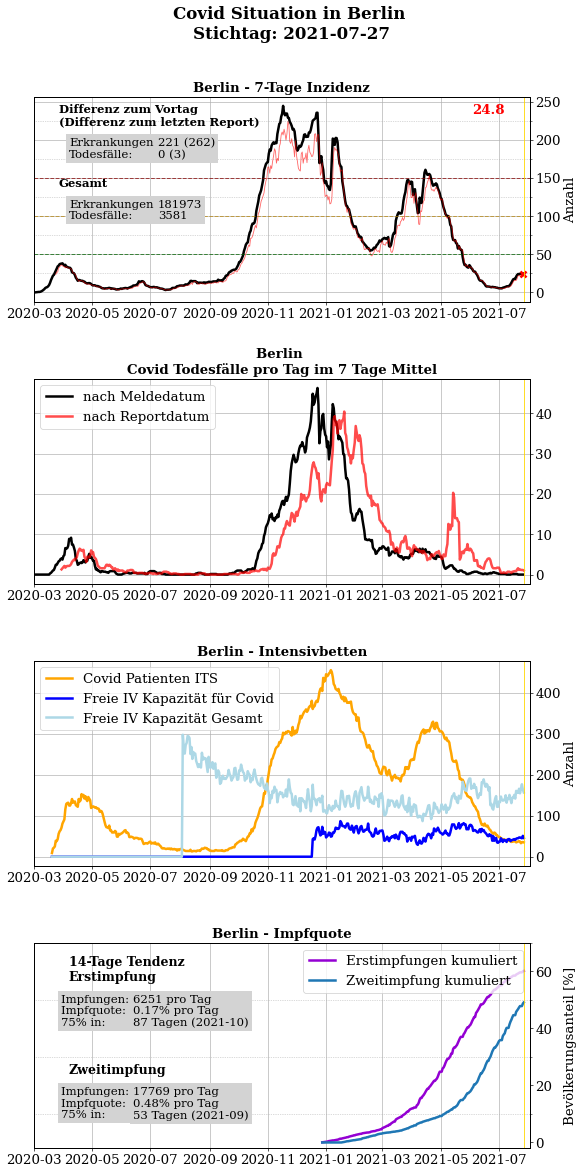 Covid Situation in Berlin
Stichtag: 2021-07-27
Berlin - 7-Tage Inzidenz
Differenz zum Vortag
(Differenz zum letzten Report)
Erkrankungen 221 (262)
Todesfälle: 0 (3)
Gesamt
Erkrankungen 181973
Todesfälle: 3581
24.8
250
200
150
100
50
0
Anzahl
2020-03 2020-05 2020-07 2020-09 2020-11 2021-01 2021-03 2021-05 2021-07
Berlin
Covid Todesfälle pro Tag im 7 Tage Mittel
nach Meldedatum
nach Reportdatum
40
30
20
10
0
2020-03 2020-05 2020-07 2020-09 2020-11 2021-01 2021-03 2021-05 2021-07
Berlin - Intensivbetten
Covid Patienten ITS
Freie IV Kapazität für Covid
Freie IV Kapazität Gesamt
400
300
200
100
0
Anzahl
2020-03 2020-05 2020-07 2020-09 2020-11 2021-01 2021-03 2021-05 2021-07
Berlin - Impfquote
14-Tage Tendenz
Erstimpfung
Impfungen: 6251 pro Tag
Impfquote: 0.17% pro Tag
75% in: 87 Tagen (2021-10)
Zweitimpfung
Impfungen: 17769 pro Tag
Impfquote: 0.48% pro Tag
75% in: 53 Tagen (2021-09)
Erstimpfungen kumuliert
Zweitimpfung kumuliert
60
40
20
0
Bevölkerungsanteil [%]
2020-03 2020-05 2020-07 2020-09 2020-11 2021-01 2021-03 2021-05 2021-07